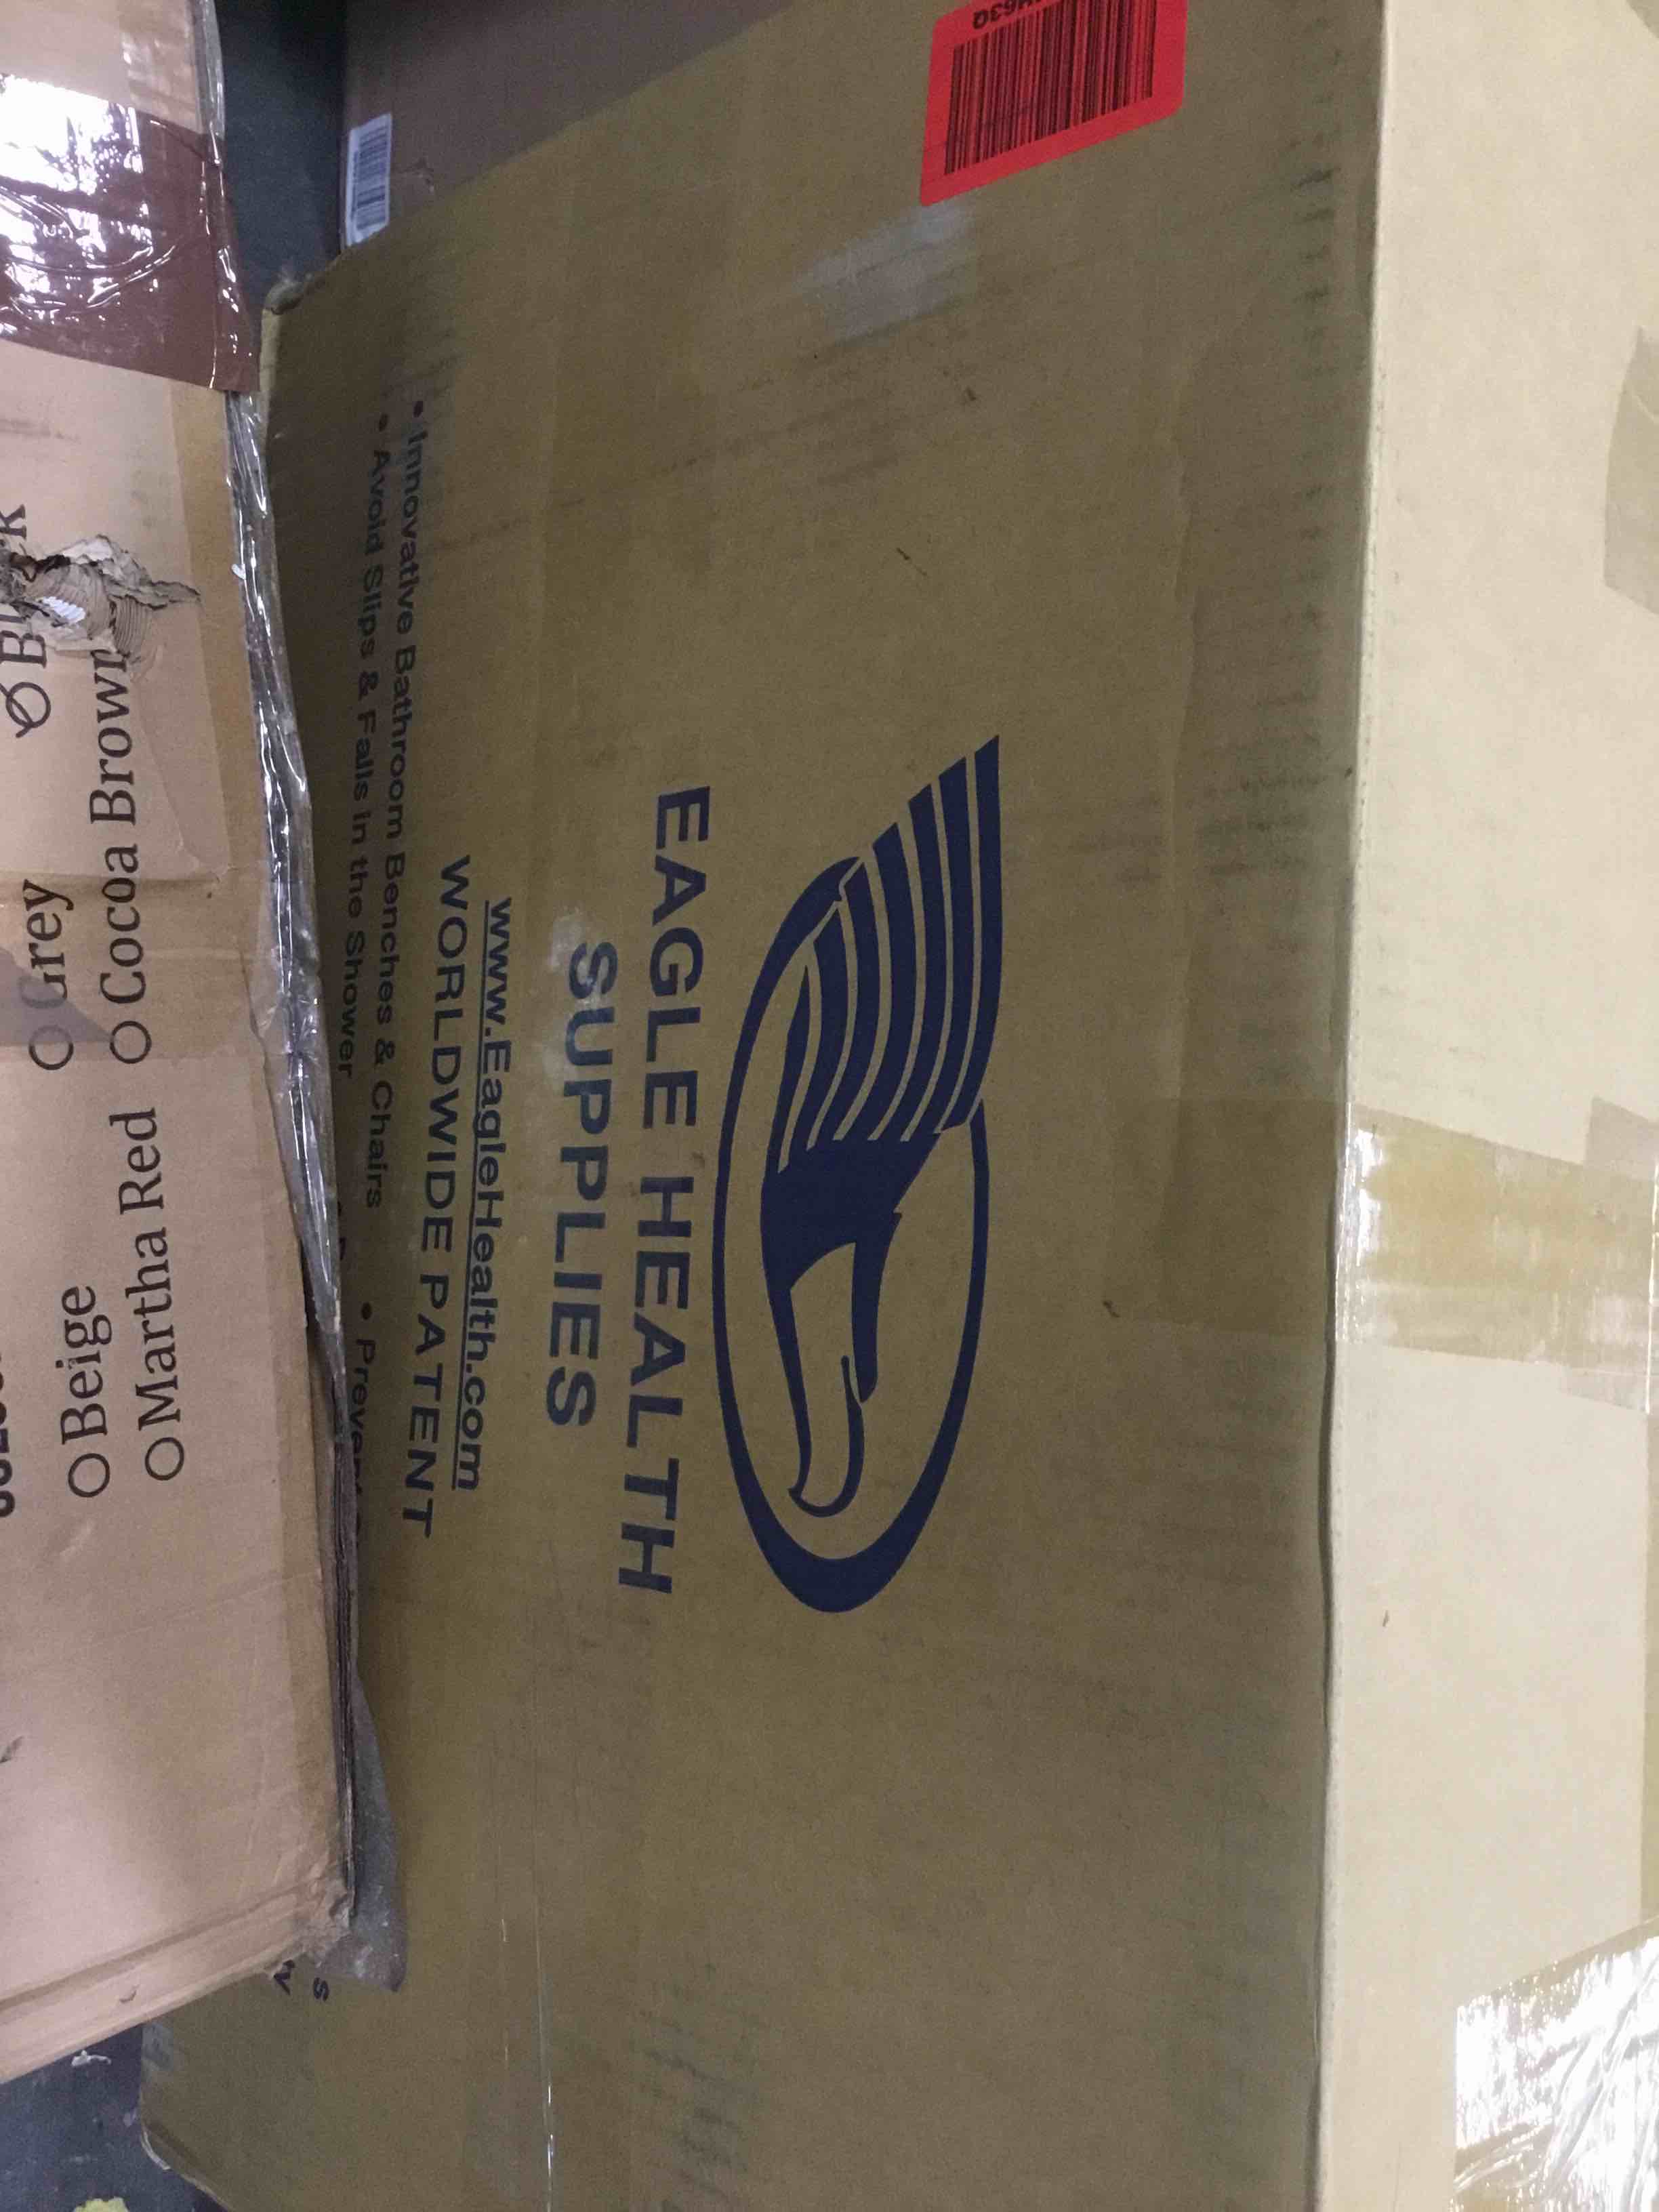 EAGLE HEALTH
SUPPLIES
www.EagleHealth.com
WORLDWIDE PATENT
• Innovative Bathroom Benches & Chairs
• Avoid Slips & Falls in the Shower
•
Grey
Cocoa Brown
Beige
Martha Red